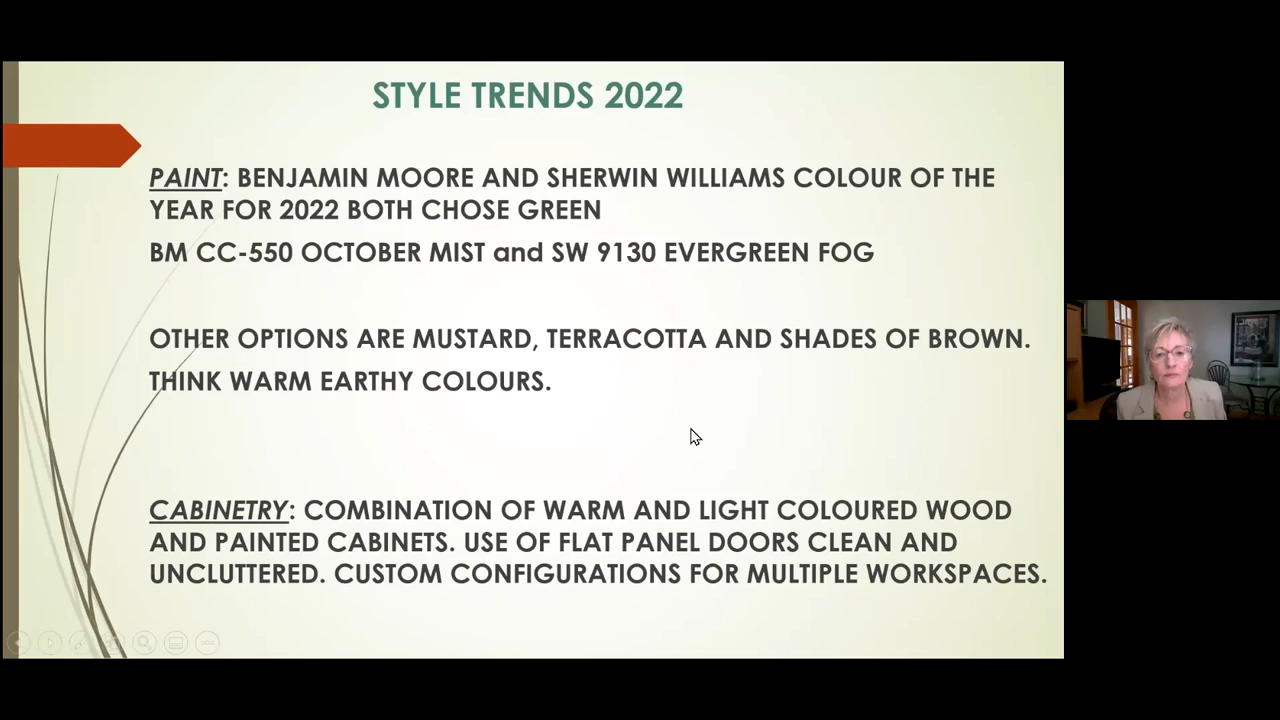 STYLE TRENDS 2022
PAINT: BENJAMIN MOORE AND SHERWIN WILLIAMS COLOUR OF THE
YEAR FOR 2022 BOTH CHOSE GREEN
BM CC-550 OCTOBER MIST and SW 9130 EVERGREEN FOG
OTHER OPTIONS ARE MUSTARD, TERRACOTTA AND SHADES OF BROWN.
THINK WARM EARTHY COLOURS.
CABINETRY: COMBINATION OF WARM AND LIGHT COLOURED WOOD
AND PAINTED CABINETS. USE OF FLAT PANEL DOORS CLEAN AND
UNCLUTTERED. CUSTOM CONFIGURATIONS FOR MULTIPLE WORKSPACES.